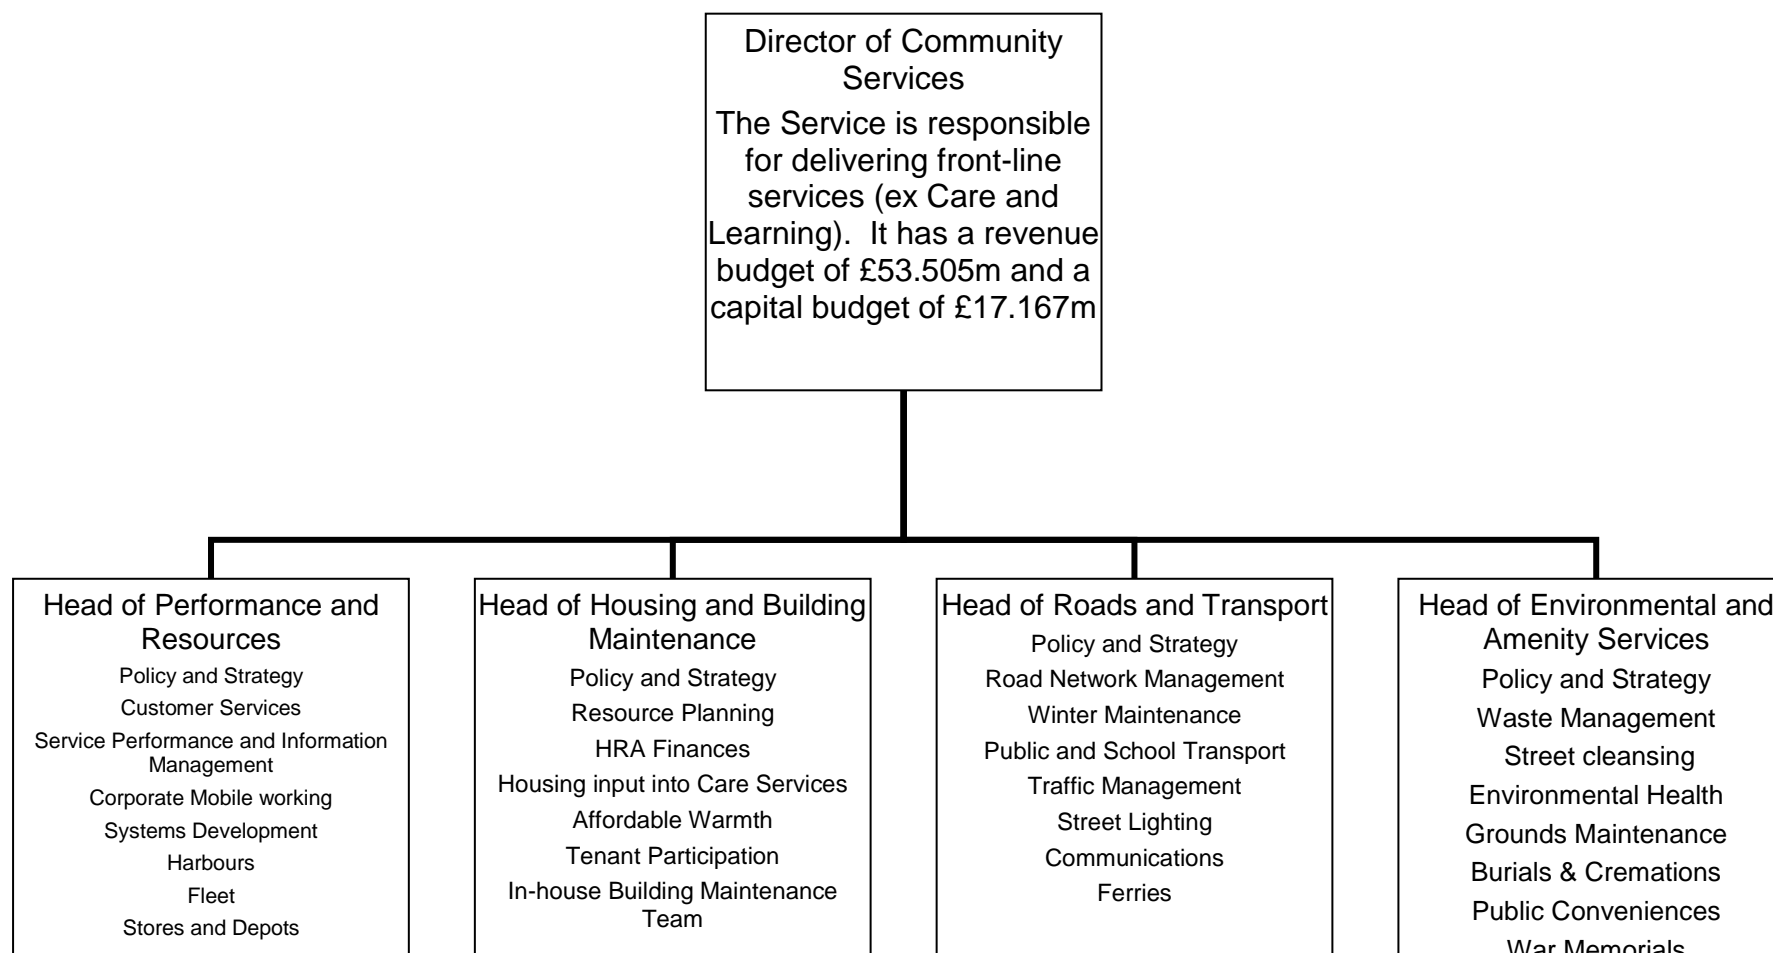 Director of Community
Services
The Service is responsible
for delivering front-line
services (ex Care and
Learning).  It has a revenue
budget of £53.505m and a
capital budget of £17.167m
Head of Performance and
Resources
Policy and Strategy
Customer Services
Service Performance and Information
Management
Corporate Mobile working
Systems Development
Harbours
Fleet
Stores and Depots
Head of Housing and Building
Maintenance
Policy and Strategy
Resource Planning
HRA Finances
Housing input into Care Services
Affordable Warmth
Tenant Participation
In-house Building Maintenance
Team
Head of Roads and Transport
Policy and Strategy
Road Network Management
Winter Maintenance
Public and School Transport
Traffic Management
Street Lighting
Communications
Ferries
Head of Environmental and
Amenity Services
Policy and Strategy
Waste Management
Street cleansing
Environmental Health
Grounds Maintenance
Burials & Cremations
Public Conveniences
War Memorials